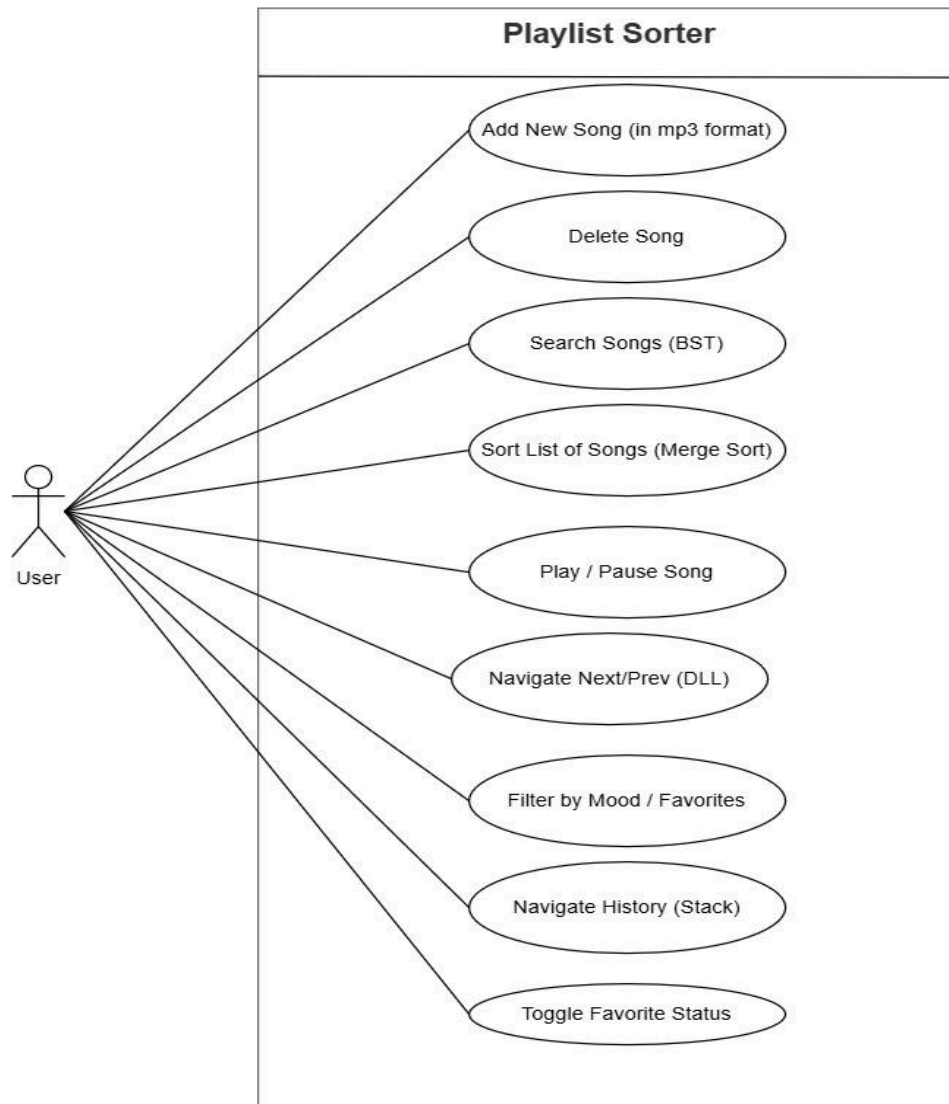 Playlist Sorter
Add New Song (in mp3 format)
Delete Song
Search Songs (BST)
Sort List of Songs (Merge Sort)
User
Play / Pause Song
Navigate Next/Prev (DLL)
Filter by Mood / Favorites
Navigate History (Stack)
Toggle Favorite Status